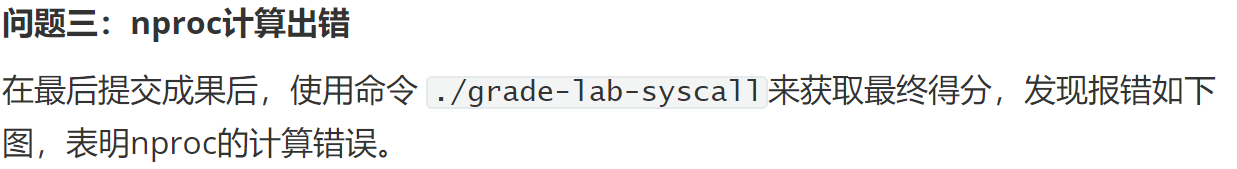 问题三：nproc计算出错
在最后提交成果后，使用命令 ./grade-lab-syscall来获取最终得分，发现报错如下
图，表明nproc的计算错误。